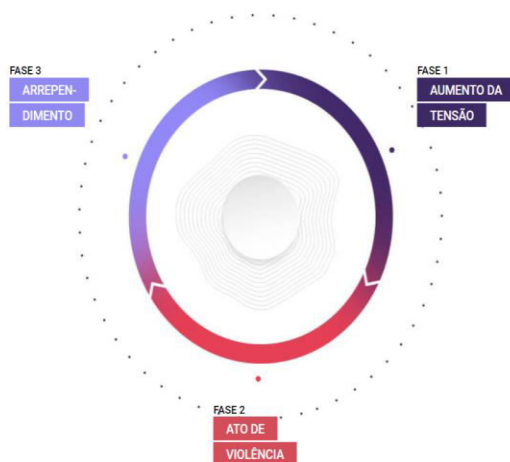 FASE 3
ARREPEN-
DIMENTO
FASE 1
AUMENTO DA
TENSÃO
FASE 2
ATO DE
VIOLÊNCIA